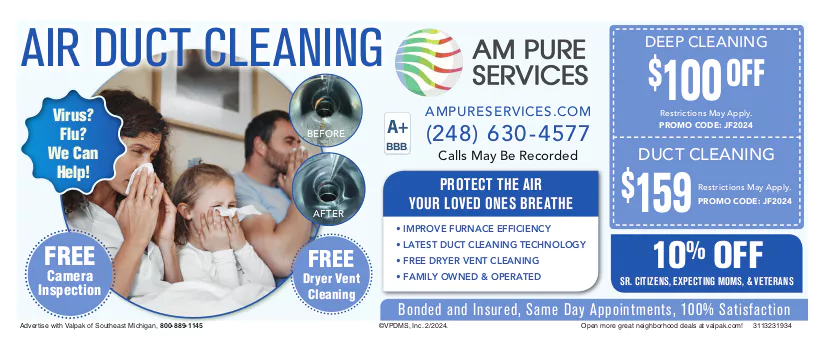 AIR DUCT CLEANING
Virus?
Flu?
We Can
Help!
BEFORE
AFTER
FREE
Camera
Inspection
FREE
Dryer Vent
Cleaning
AM PURE
SERVICES
A+
BBB.
AMPURESERVICES.COM
(248) 630-4577
Calls May Be Recorded
PROTECT THE AIR
YOUR LOVED ONES BREATHE
• IMPROVE FURNACE EFFICIENCY
• LATEST DUCT CLEANING TECHNOLOGY
• FREE DRYER VENT CLEANING
• FAMILY OWNED & OPERATED
DEEP CLEANING
$100 OFF
Restrictions May Apply.
PROMO CODE: JF2024
DUCT CLEANING
$159
Restrictions May Apply.
PROMO CODE: JF2024
10% OFF
SR. CITIZENS, EXPECTING MOMS, & VETERANS
Bonded and Insured, Same Day Appointments, 100% Satisfaction
Advertise with Valpak of Southeast Michigan, 800-889-1145
©VPDMS, Inc. 2/2024.
Open more great neighborhood deals at valpak.com!
3113231934